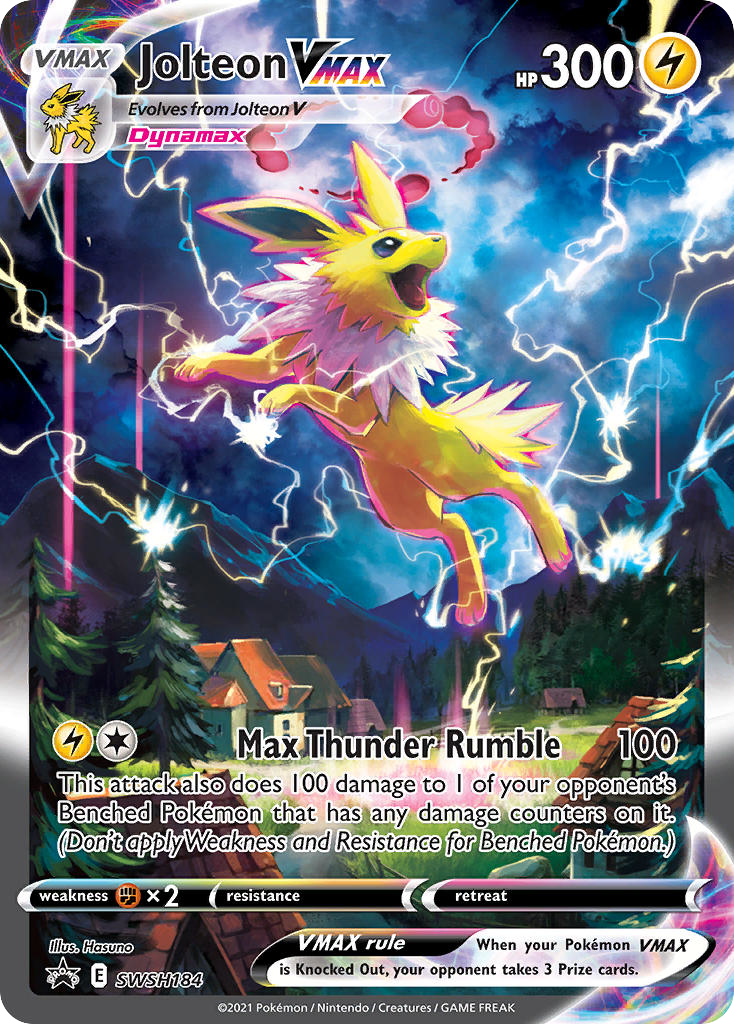 VMAX
Jolteon VMAX
HP 300
Evolves from Jolteon V
Dynamax
Max Thunder Rumble 100
This attack also does 100 damage to 1 of your opponent's
Benched Pokémon that has any damage counters on it.
(Don't apply Weakness and Resistance for Benched Pokémon.)
weakness ×2 resistance retreat
Illus. Hasuno
VMAX rule When your Pokémon VMAX
is Knocked Out, your opponent takes 3 Prize cards.
PROMO E SWSH184
©2021 Pokémon / Nintendo / Creatures / GAME FREAK